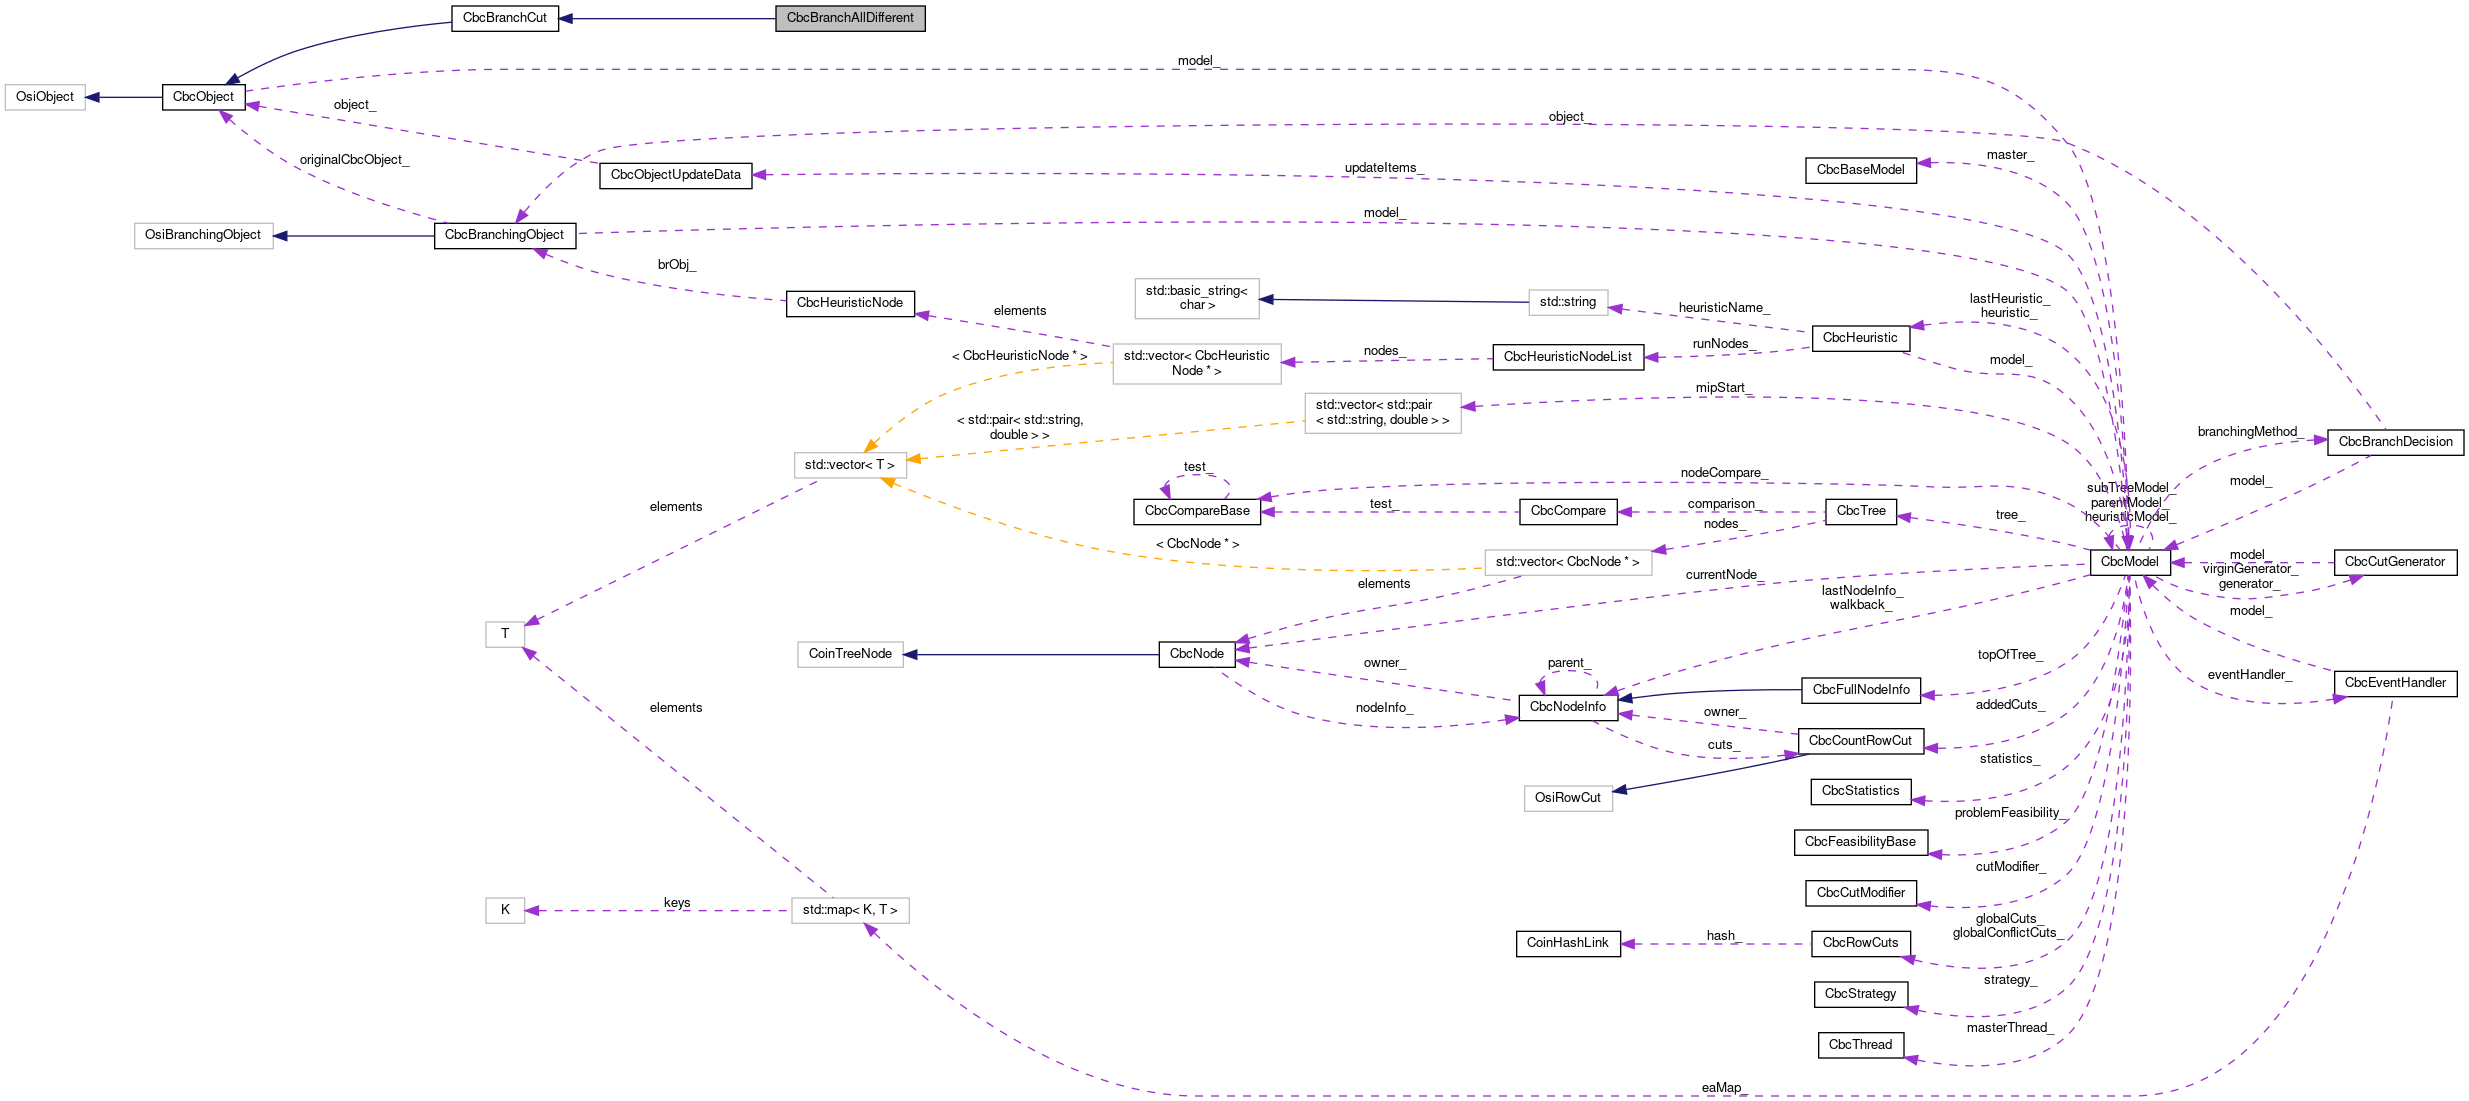 CbcBranchCut
CbcBranchAllDifferent
model_
OsiObject
CbcObject
object_
object_
originalCbcObject_
updateItems_
master_
CbcObjectUpdateData
CbcBaseModel
model_
OsiBranchingObject
CbcBranchingObject
brObj_
std::basic_string<
char >
std::string
CbcHeuristicNode
elements
heuristicName_
lastHeuristic_
heuristic_
CbcHeuristic
< CbcHeuristicNode * >
std::vector< CbcHeuristic
Node * >
nodes_
CbcHeuristicNodeList
runNodes_
model_
mipStart_
< std::pair< std::string,
double > >
std::vector< std::pair
< std::string, double > >
branchingMethod_
CbcBranchDecision
std::vector< T >
test_
nodeCompare_
model_
subTreeModel_
parentModel_
heuristicModel_
elements
CbcCompareBase
test_
CbcCompare
comparison_
CbcTree
tree_
nodes_
< CbcNode * >
std::vector< CbcNode * >
CbcModel
model_
CbcCutGenerator
virginGenerator_
generator_
elements
currentNode_
lastNodeInfo_
walkback_
model_
T
CoinTreeNode
CbcNode
owner_
parent_
topOfTree_
eventHandler_
CbcEventHandler
CbcFullNodeInfo
elements
nodeInfo_
CbcNodeInfo
owner_
addedCuts_
cuts_
CbcCountRowCut
statistics_
OsiRowCut
CbcStatistics
problemFeasibility_
CbcFeasibilityBase
cutModifier_
CbcCutModifier
K
keys
std::map< K, T >
globalCuts_
globalConflictCuts_
CoinHashLink
hash_
CbcRowCuts
strategy_
CbcStrategy
masterThread_
CbcThread
eaMap_